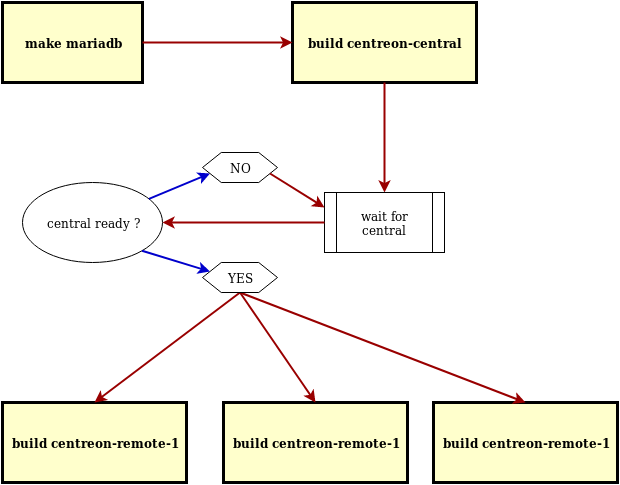 make mariadb
build centreon-central
NO
central ready ?
wait for
central
YES
build centreon-remote-1
build centreon-remote-1
build centreon-remote-1